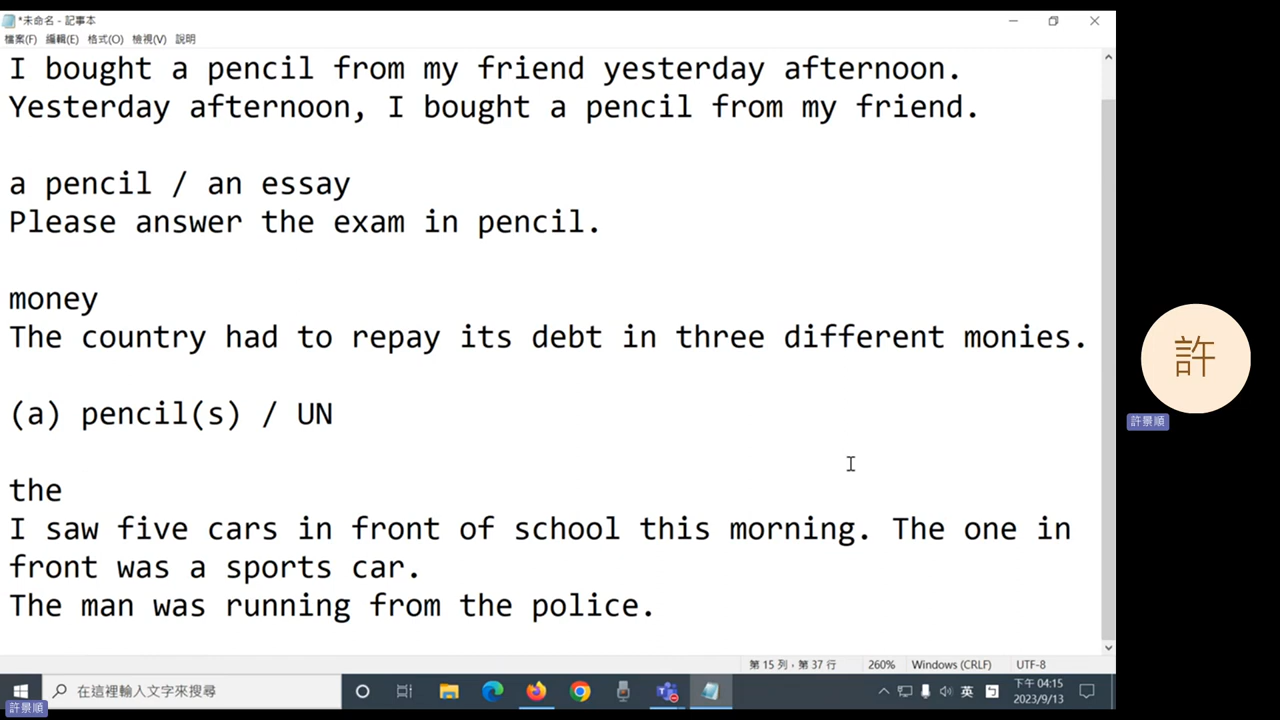 *未命名 - 記事本
檔案(F) 編輯(E) 格式(O) 檢視(V) 說明
I bought a pencil from my friend yesterday afternoon.
Yesterday afternoon, I bought a pencil from my friend.
a pencil / an essay
Please answer the exam in pencil.
money
The country had to repay its debt in three different monies.
(a) pencil(s) / UN
the
I saw five cars in front of school this morning. The one in
front was a sports car.
The man was running from the police.
許
許景順
第 15 列，第 37 行 260% Windows (CRLF) UTF-8
在這裡輸入文字來搜尋
英
下午 04:15
2023/9/13
許景順